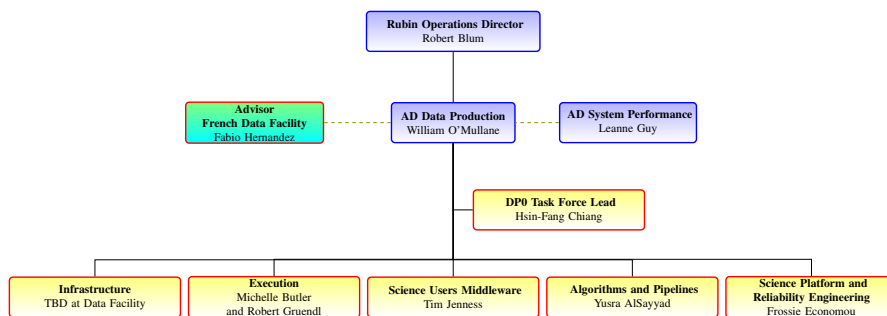 Rubin Operations Director
Robert Blum
Advisor
French Data Facility
Fabio Hernandez
AD Data Production
William O'Mullane
AD System Performance
Leanne Guy
DP0 Task Force Lead
Hsin-Fang Chiang
Infrastructure
TBD at Data Facility
Execution
Michelle Butler
and Robert Gruendl
Science Users Middleware
Tim Jenness
Algorithms and Pipelines
Yusra AlSayyad
Science Platform and
Reliability Engineering
Frossie Economou